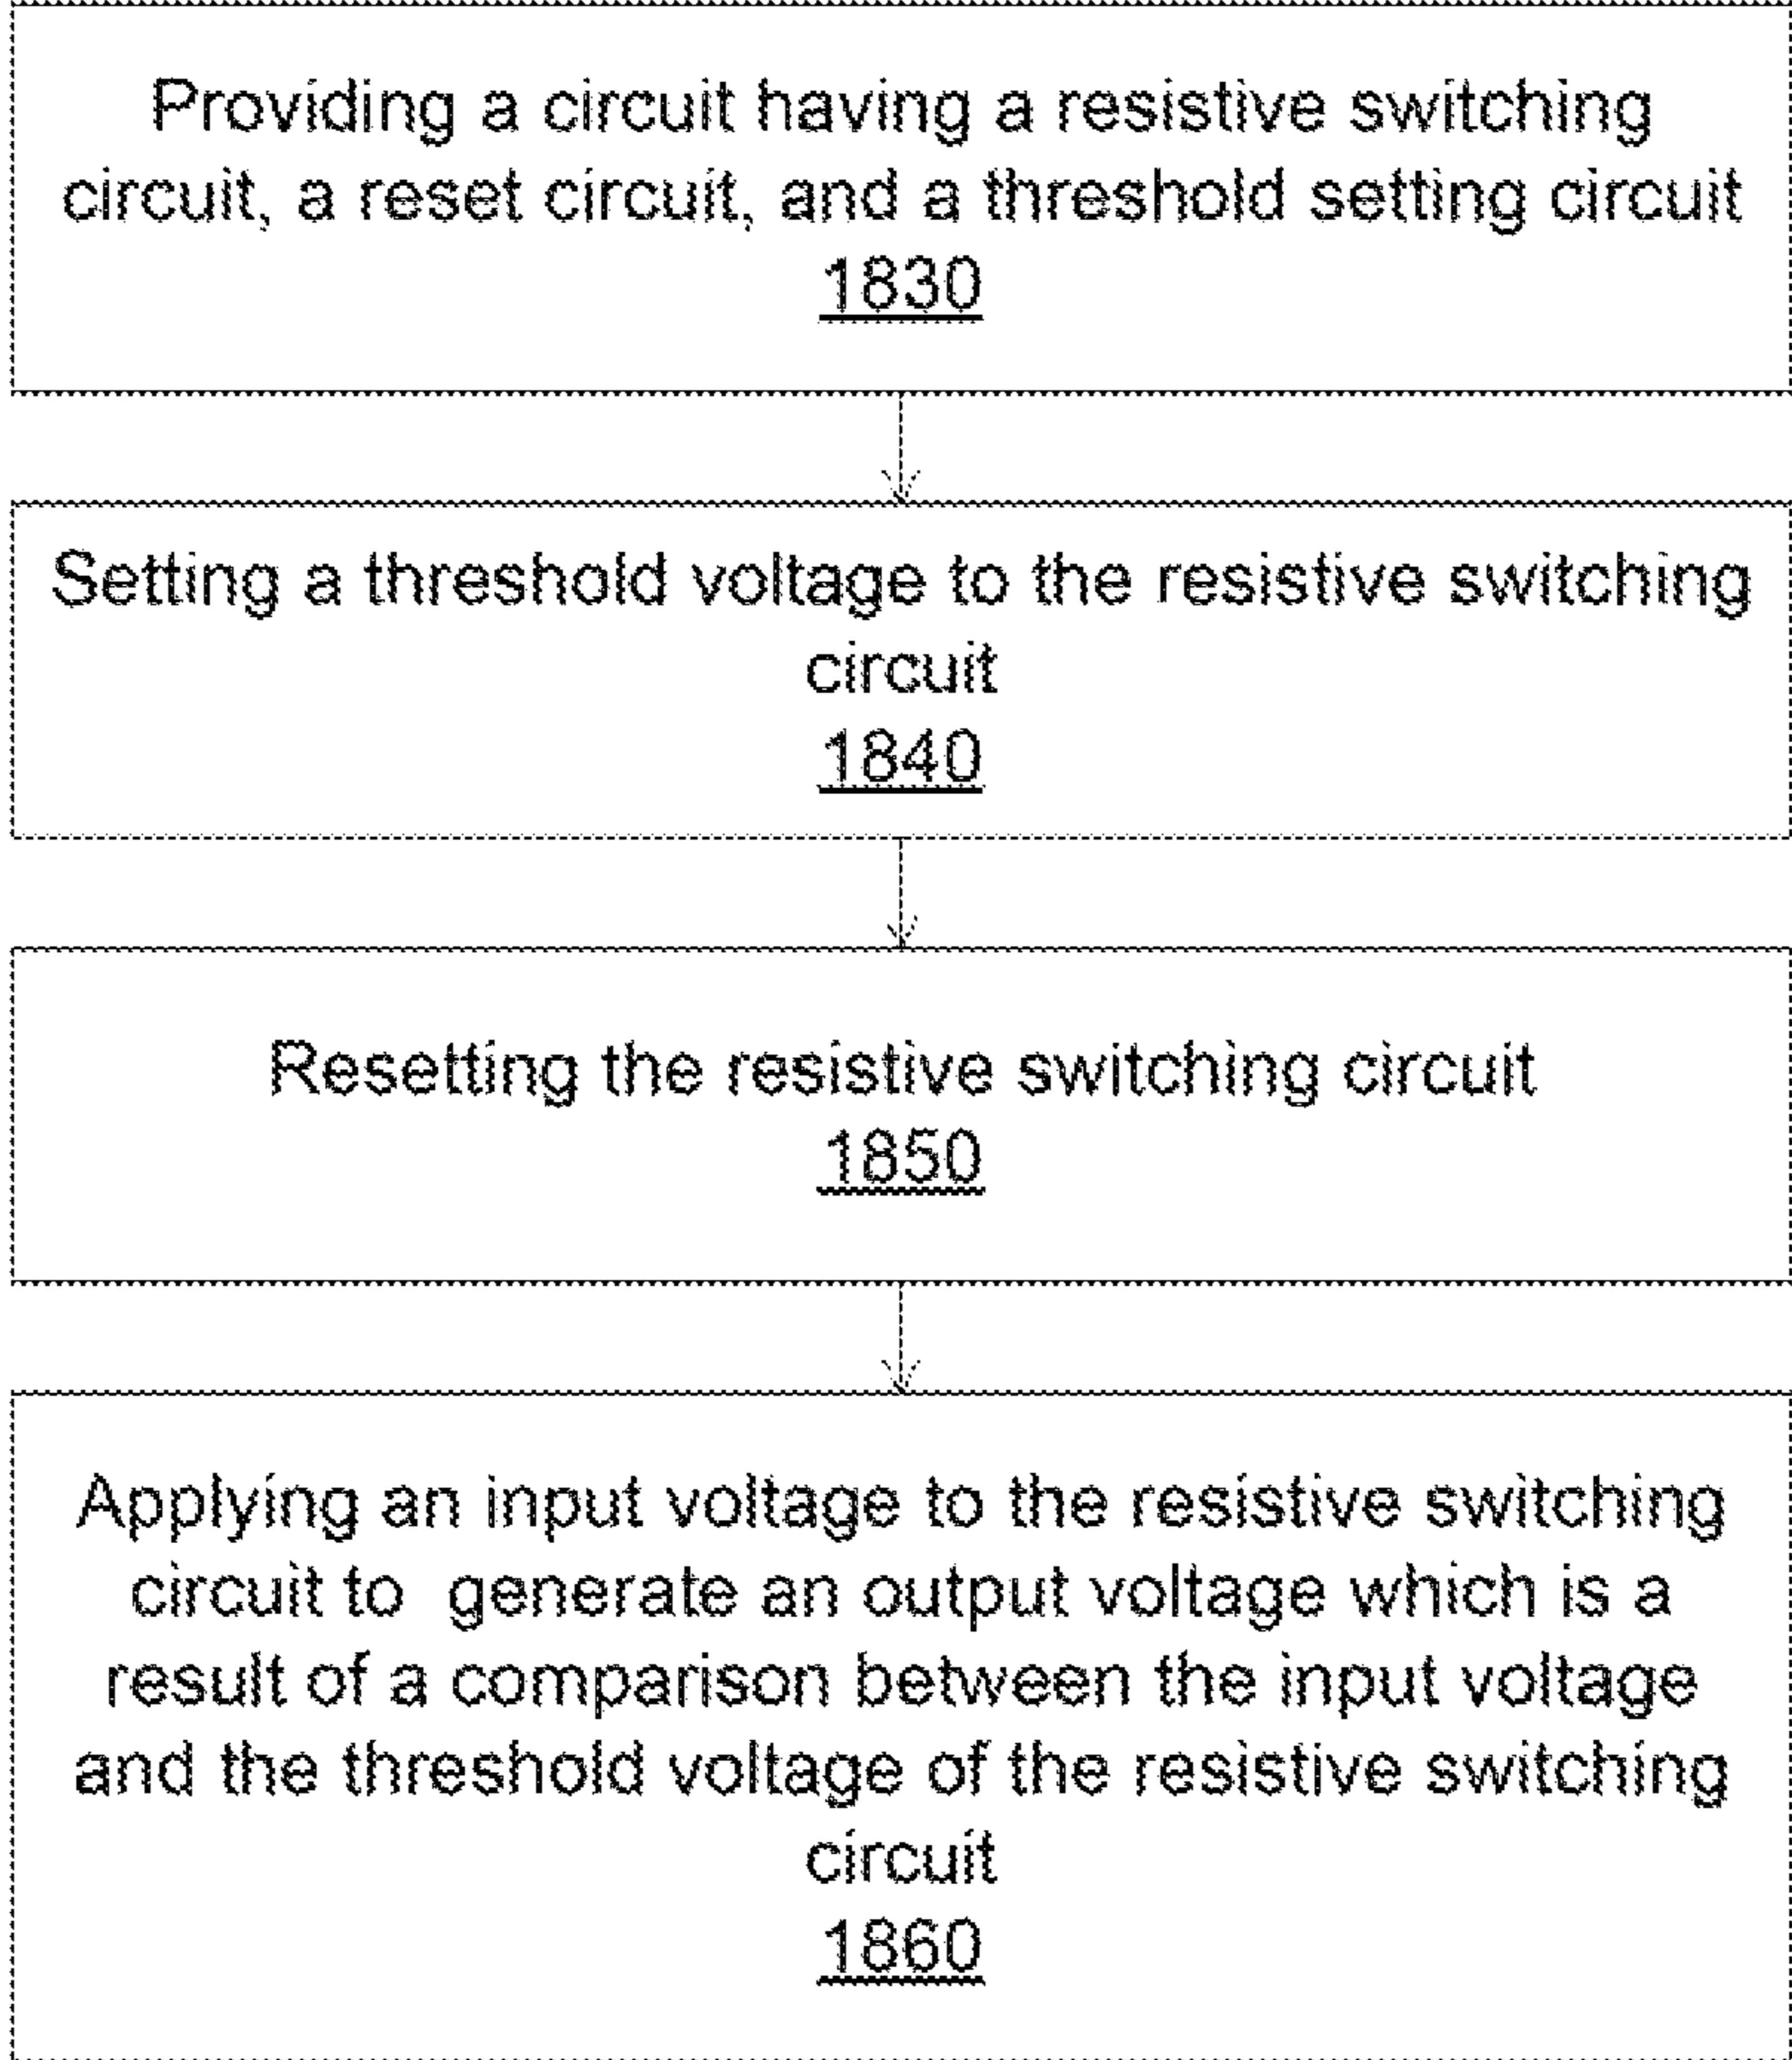 Providing a circuit having a resistive switching
circuit, a reset circuit, and a threshold setting circuit
1830
Setting a threshold voltage to the resistive switching
circuit
1840
Resetting the resistive switching circuit
1850
Applying an input voltage to the resistive switching
circuit to generate an output voltage which is a
result of a comparison between the input voltage
and the threshold voltage of the resistive switching
circuit
1860